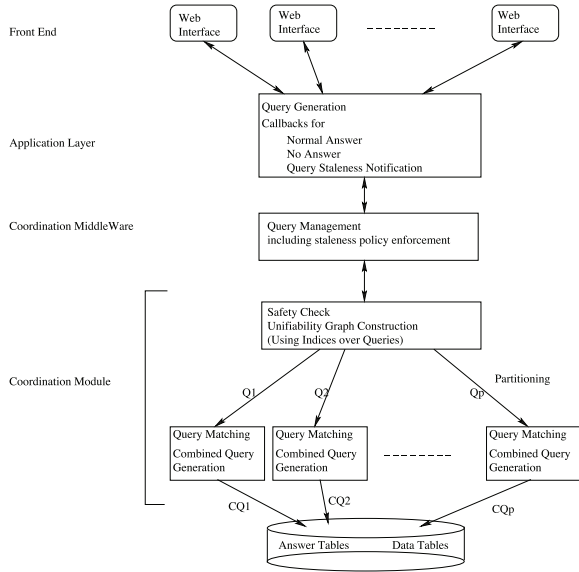 Front End
Web
Interface
Web
Interface
Web
Interface
Application Layer
Query Generation
Callbacks for
Normal Answer
No Answer
Query Staleness Notification
Coordination MiddleWare
Query Management
including staleness policy enforcement
Coordination Module
Safety Check
Unifiability Graph Construction
(Using Indices over Queries)
Q1
Q2
Qp
Partitioning
Query Matching
Combined Query
Generation
Query Matching
Combined Query
Generation
Query Matching
Combined Query
Generation
CQ1
CQ2
CQp
Answer Tables
Data Tables